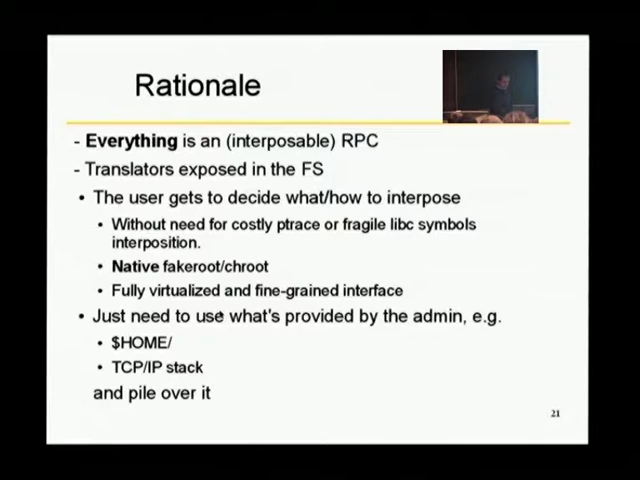 Rationale
- Everything is an (interposable) RPC
- Translators exposed in the FS
• The user gets to decide what/how to interpose
• Without need for costly ptrace or fragile libc symbols
interposition.
• Native fakeroot/chroot
• Fully virtualized and fine-grained interface
• Just need to use what's provided by the admin, e.g.
• $HOME/
• TCP/IP stack
and pile over it
21